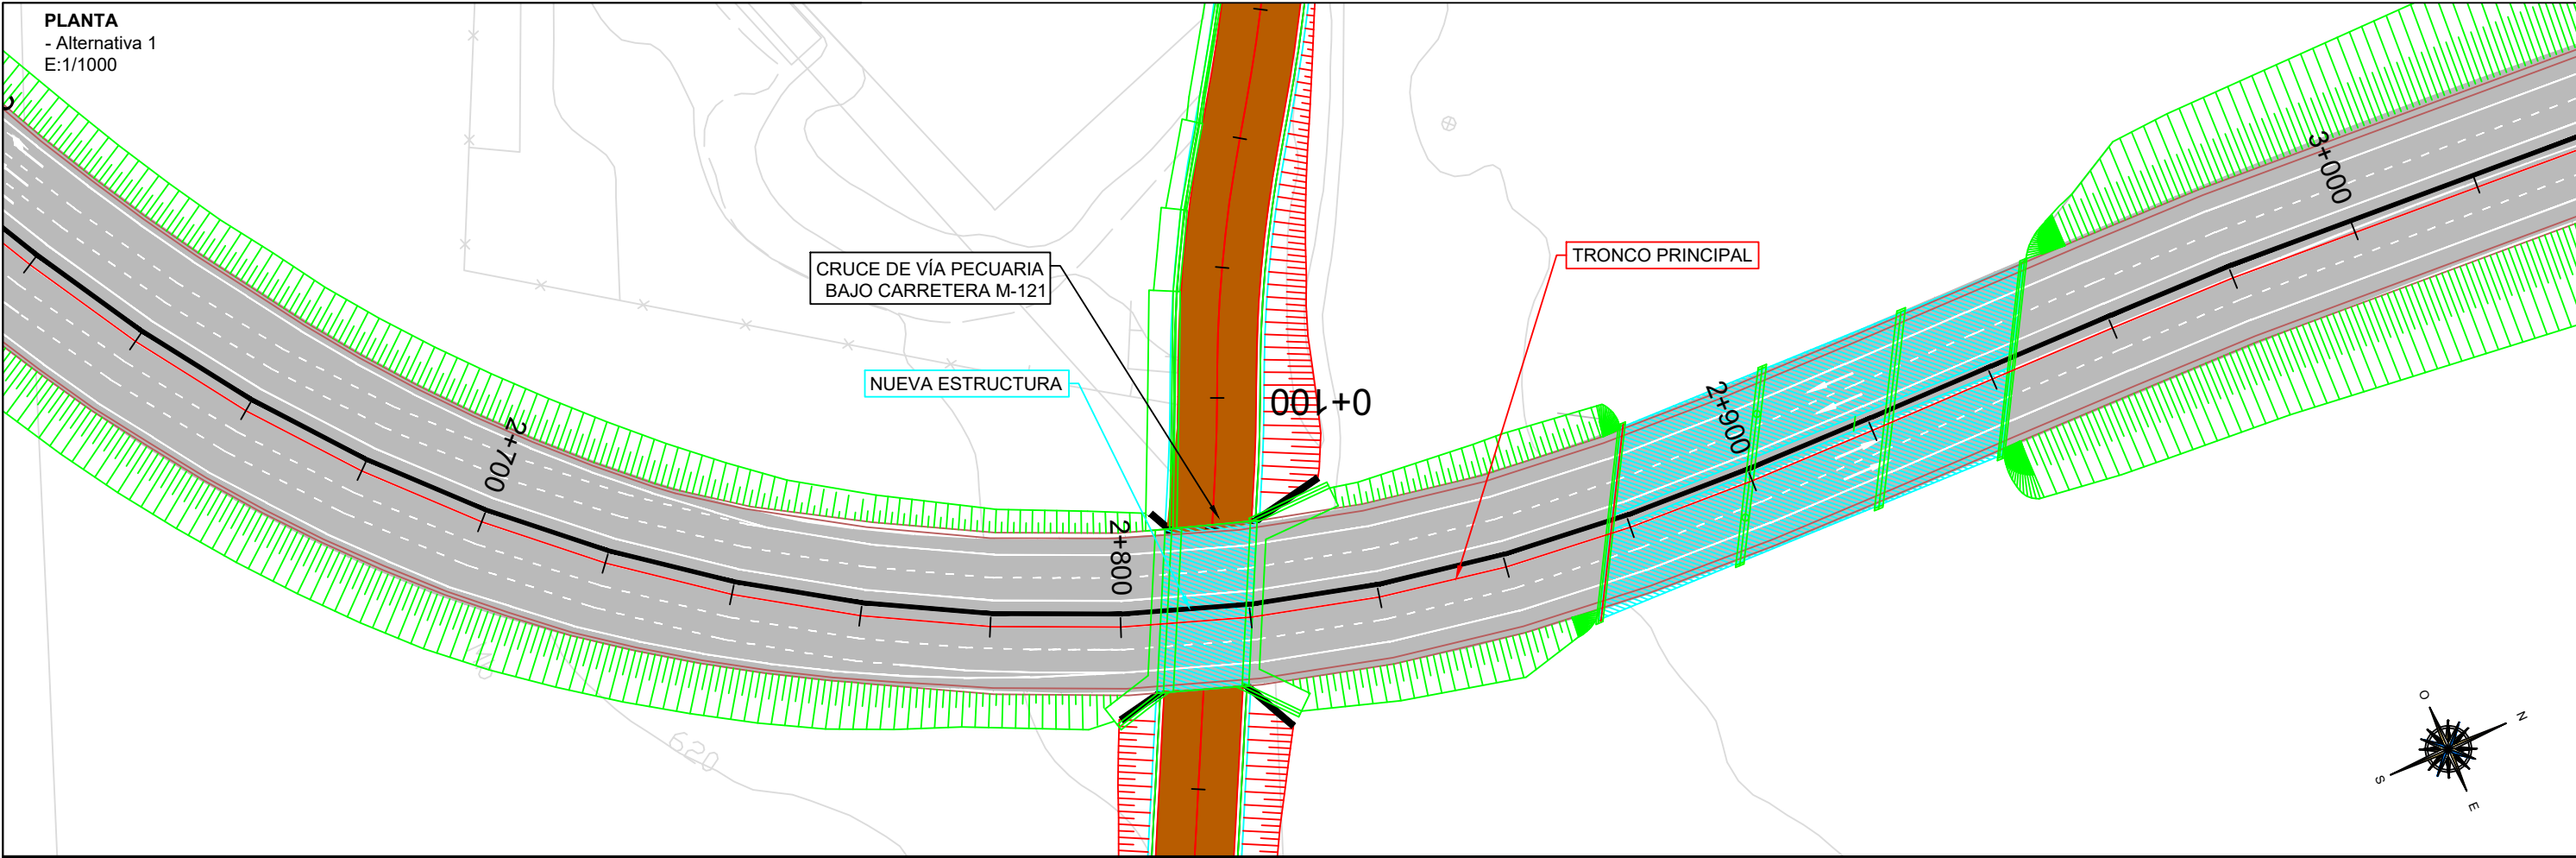 PLANTA
- Alternativa 1
E:1/1000
CRUCE DE VÍA PECUARIA
BAJO CARRETERA M-121
NUEVA ESTRUCTURA
TRONCO PRINCIPAL
2+700
2+800
0+100
2+900
3+000
620
O
N
S
E